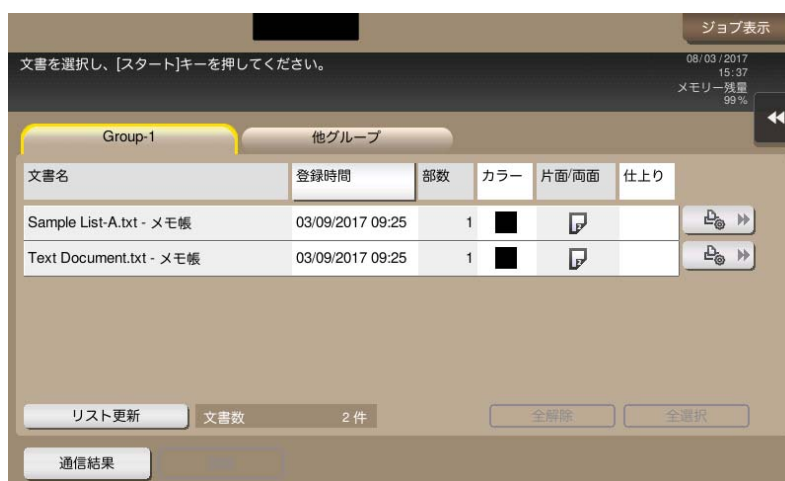 ジョブ表示
文書を選択し、[スタート]キーを押してください。
08/03/2017
15:37
メモリー残量
99%
Group-1
他グループ
文書名 登録時間 部数 カラー 片面/両面 仕上り
Sample List-A.txt - メモ帳 03/09/2017 09:25 1
Text Document.txt - メモ帳 03/09/2017 09:25 1
リスト更新 文書数 2件 全解除 全選択
通信結果